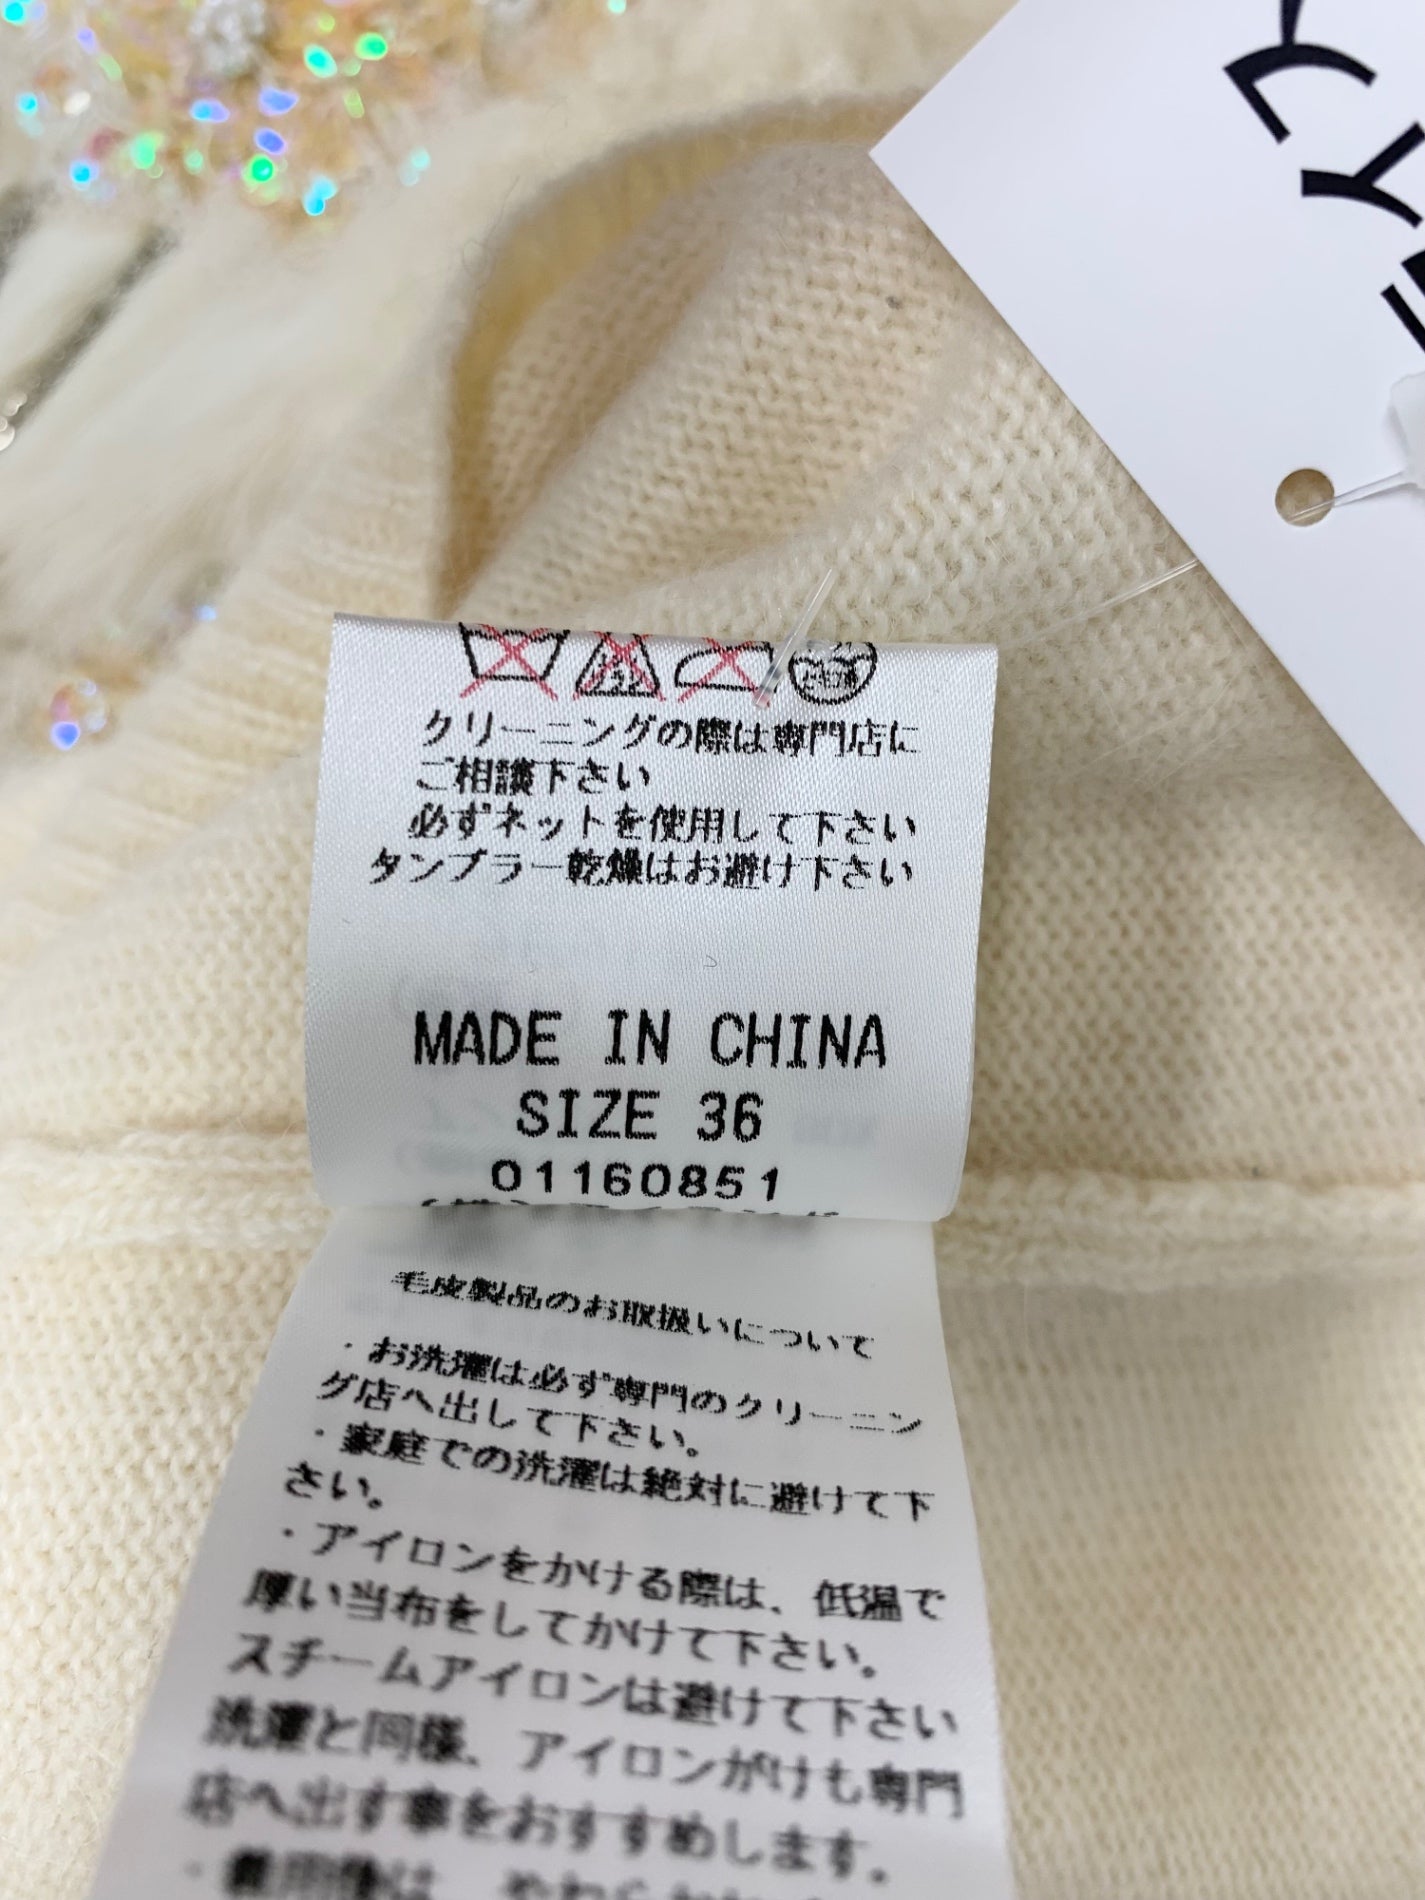 クリーニングの際は専門店に
ご相談下さい
必ずネットを使用して下さい
タンブラー乾燥はお避け下さい
MADE IN CHINA
SIZE 36
01160851
毛皮製品のお取扱いについて
・お洗濯は必ず専門のクリーニン
グ店へ出して下さい。
・家庭での洗濯は絶対に避けて下
さい。
・アイロンをかける際は、低温で
厚い当布をしてかけて下さい。
スチームアイロンは避けて下さい
洗濯と同様、アイロンがけも専門
店へ出す事をおすすめします。
・着用後は、